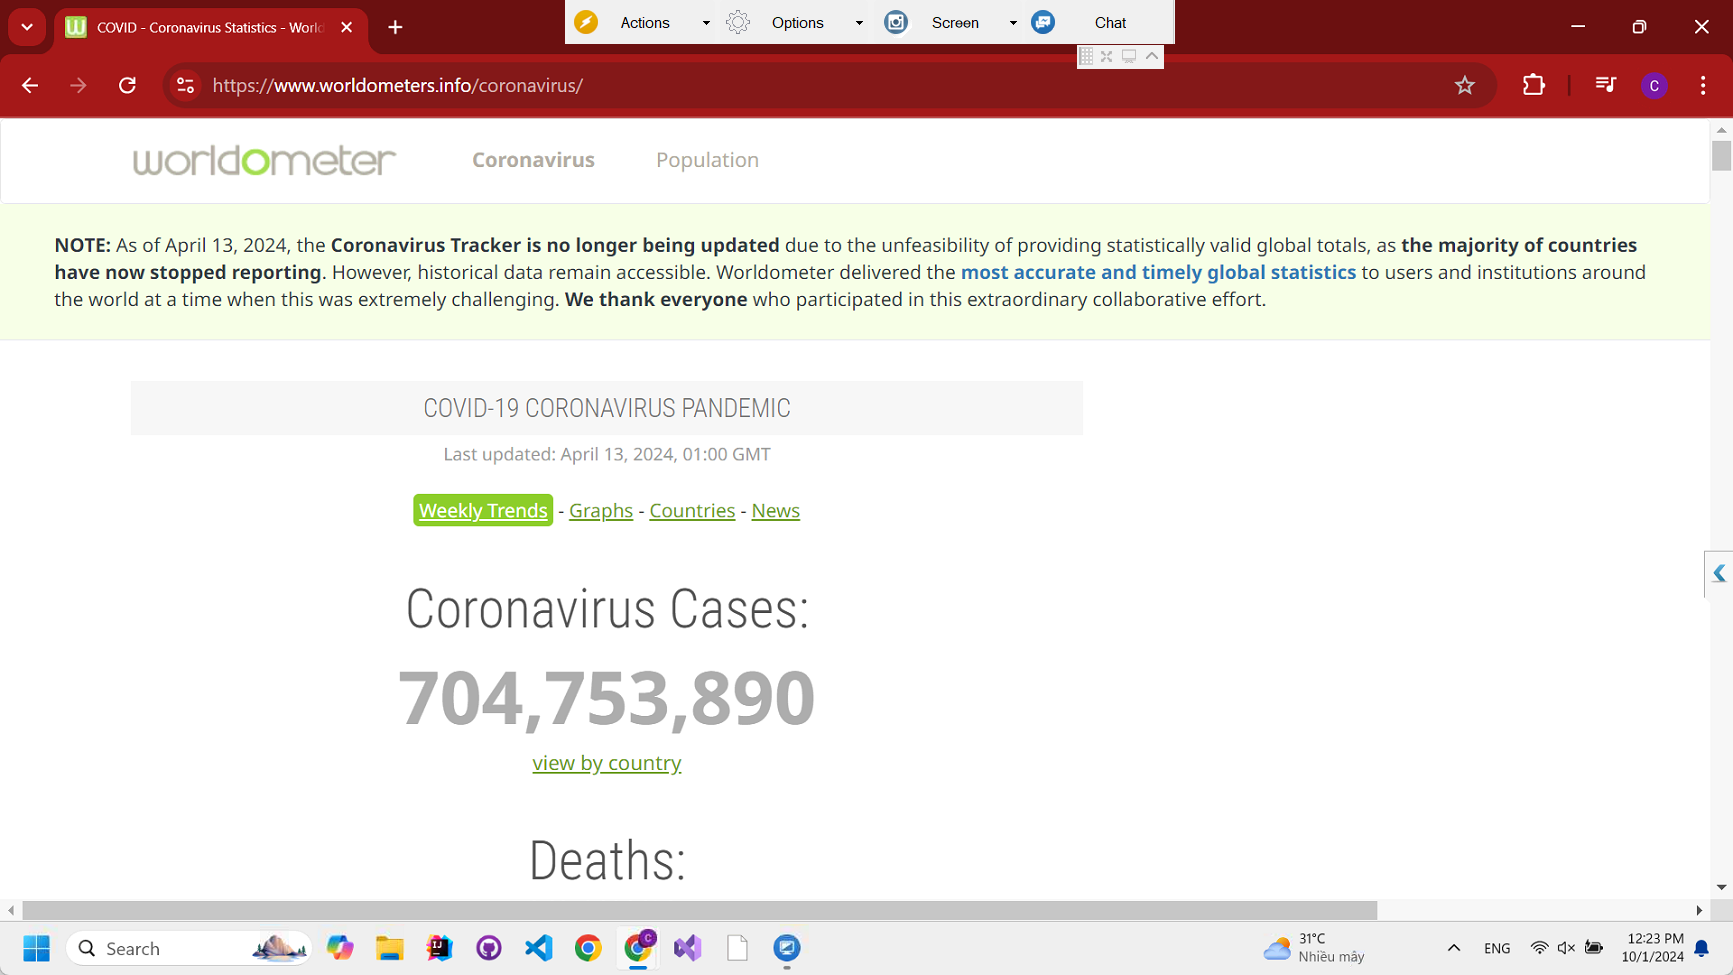 COVID - Coronavirus Statistics - World
Actions
Options
Screen
Chat
https://www.worldometers.info/coronavirus/
C
worldometer
Coronavirus
Population
NOTE: As of April 13, 2024, the Coronavirus Tracker is no longer being updated due to the unfeasibility of providing statistically valid global totals, as the majority of countries
have now stopped reporting. However, historical data remain accessible. Worldometer delivered the most accurate and timely global statistics to users and institutions around
the world at a time when this was extremely challenging. We thank everyone who participated in this extraordinary collaborative effort.
COVID-19 CORONAVIRUS PANDEMIC
Last updated: April 13, 2024, 01:00 GMT
Weekly Trends - Graphs - Countries - News
Coronavirus Cases:
704,753,890
view by country
Deaths:
Search
31°C
Nhiều mây
ENG
12:23 PM
10/1/2024